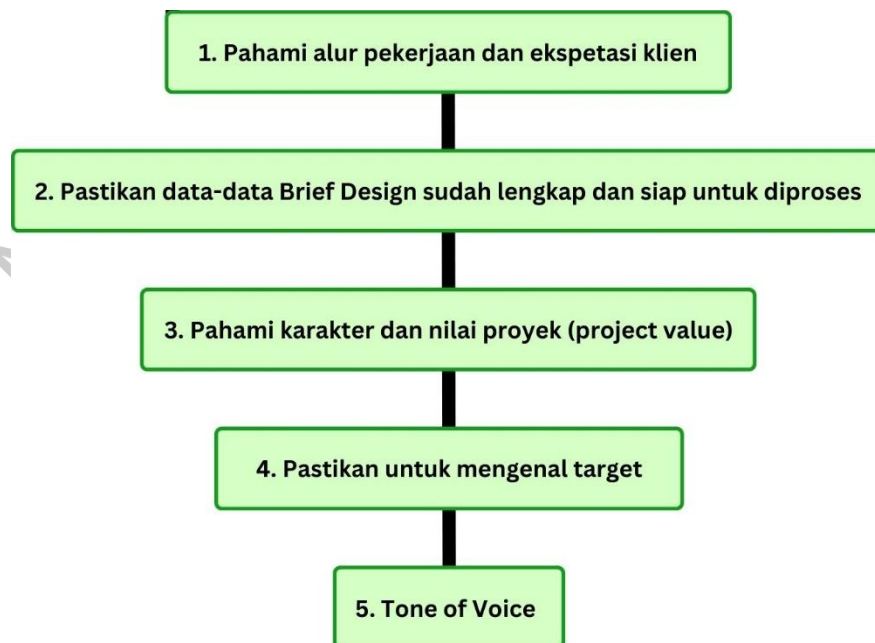 1. Pahami alur pekerjaan dan ekspetasi klien
2. Pastikan data-data Brief Design sudah lengkap dan siap untuk diproses
3. Pahami karakter dan nilai proyek (project value)
4. Pastikan untuk mengenal target
5. Tone of Voice